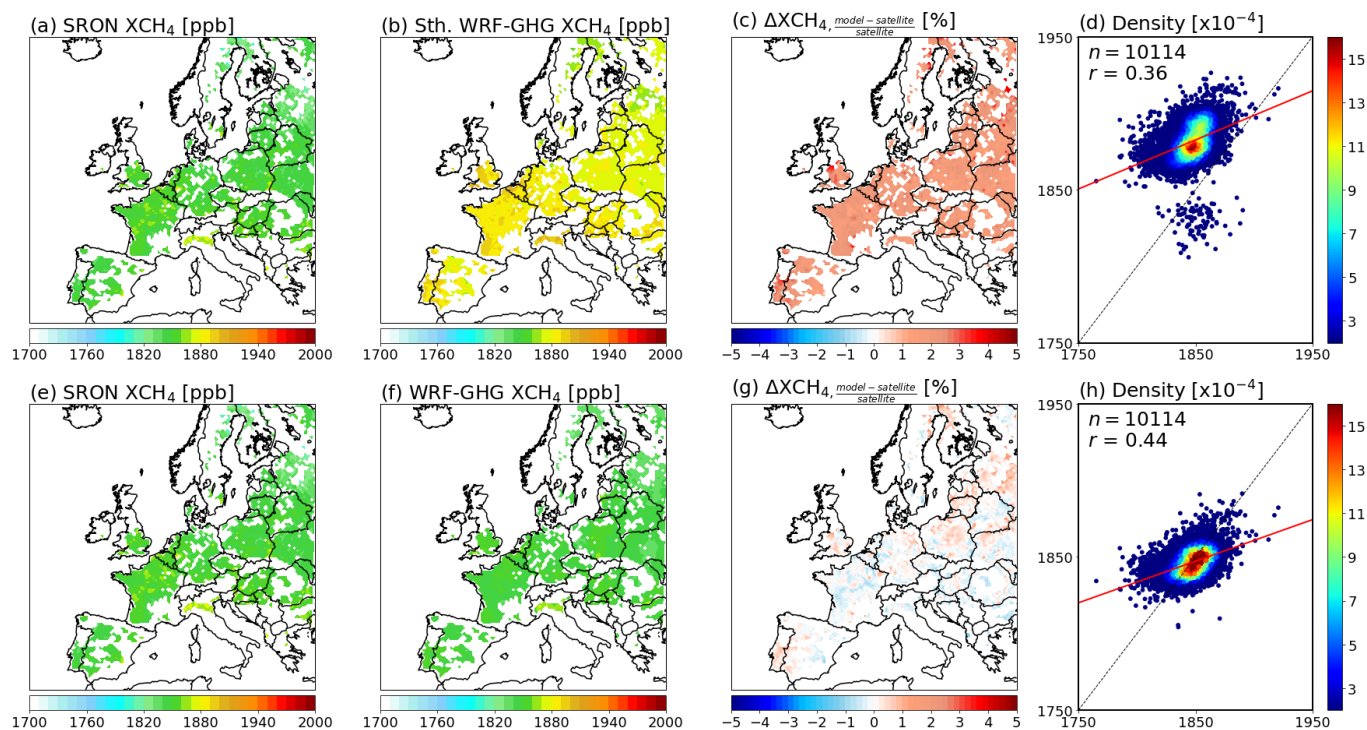 (a) SRON XCH₄ [ppb]
(b) Sth. WRF-GHG XCH₄ [ppb]
(c) ΔXCH₄, model−satellite/satellite [%]
(d) Density [x10⁻⁴]
1950
n = 10114
r = 0.36
1850
1750
1750 1850 1950
15
13
11
9
7
5
3
1700 1760 1820 1880 1940 2000
1700 1760 1820 1880 1940 2000
−5 −4 −3 −2 −1 0 1 2 3 4 5
(e) SRON XCH₄ [ppb]
(f) WRF-GHG XCH₄ [ppb]
(g) ΔXCH₄, model−satellite/satellite [%]
(h) Density [x10⁻⁴]
1950
n = 10114
r = 0.44
1850
1750
1750 1850 1950
15
13
11
9
7
5
3
1700 1760 1820 1880 1940 2000
1700 1760 1820 1880 1940 2000
−5 −4 −3 −2 −1 0 1 2 3 4 5